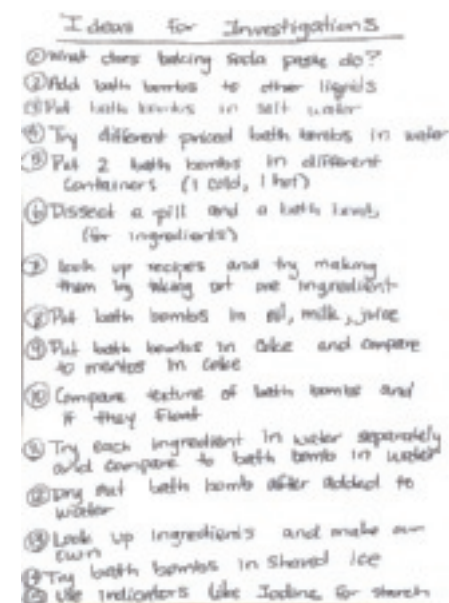 Ideas for Investigations
① What does baking soda paste do?
② Add bath bombs to other liquids
③ Put bath bombs in salt water
④ Try different priced bath bombs in water
⑤ Put 2 bath bombs in different
containers (1 cold, 1 hot)
⑥ Dissect a pill and a bath bomb,
(for ingredients)
⑦ look up recipes and try making
them by taking out one ingredient
⑧ Put bath bombs in oil, milk, juice
⑨ Put bath bombs in coke and compare
to mentos in coke
⑩ Compare texture of bath bombs and
if they float
⑪ Try each ingredient in water separately
and compare to bath bomb in water
⑫ Dry out bath bomb after added to
water
⑬ Look up ingredients and make our
own
⑭ Try bath bombs in shaved ice
⑮ Use indicators like Iodine for starch